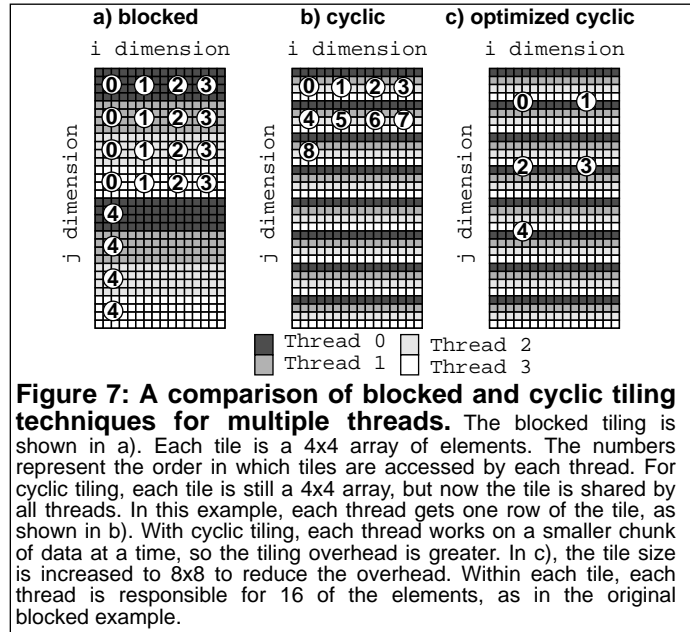 a) blocked
b) cyclic
c) optimized cyclic
i dimension
i dimension
i dimension
j dimension
0 1 2 3
0 1 2 3
0 1 2 3
0 1 2 3
4
4
4
4
j dimension
0 1 2 3
4 5 6 7
8
j dimension
0 1
2 3
4
Thread 0
Thread 2
Thread 1
Thread 3
Figure 7: A comparison of blocked and cyclic tiling
techniques for multiple threads. The blocked tiling is
shown in a). Each tile is a 4x4 array of elements. The numbers
represent the order in which tiles are accessed by each thread. For
cyclic tiling, each tile is still a 4x4 array, but now the tile is shared by
all threads. In this example, each thread gets one row of the tile, as
shown in b). With cyclic tiling, each thread works on a smaller chunk
of data at a time, so the tiling overhead is greater. In c), the tile size
is increased to 8x8 to reduce the overhead. Within each tile, each
thread is responsible for 16 of the elements, as in the original
blocked example.